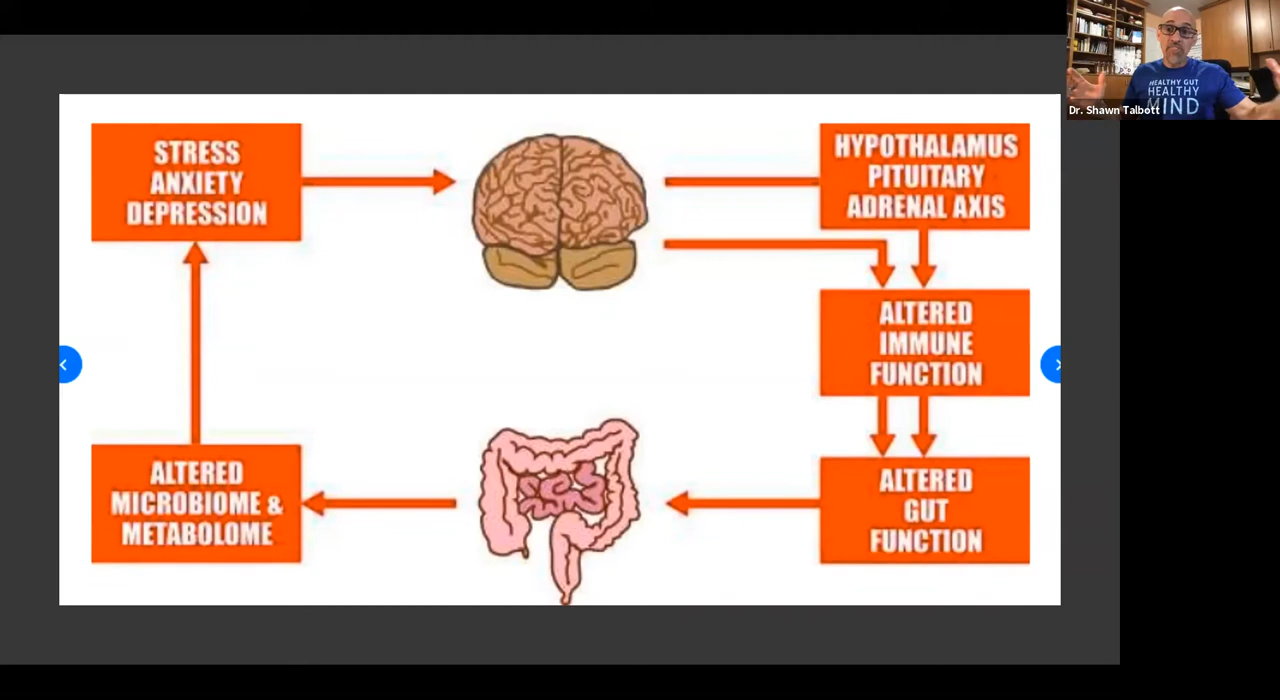 STRESS
ANXIETY
DEPRESSION
HYPOTHALAMUS
PITUITARY
ADRENAL AXIS
HEALTHY GUT
HEALTHY
MIND
Dr. Shawn Talbott
ALTERED
IMMUNE
FUNCTION
ALTERED
MICROBIOME &
METABOLOME
ALTERED
GUT
FUNCTION